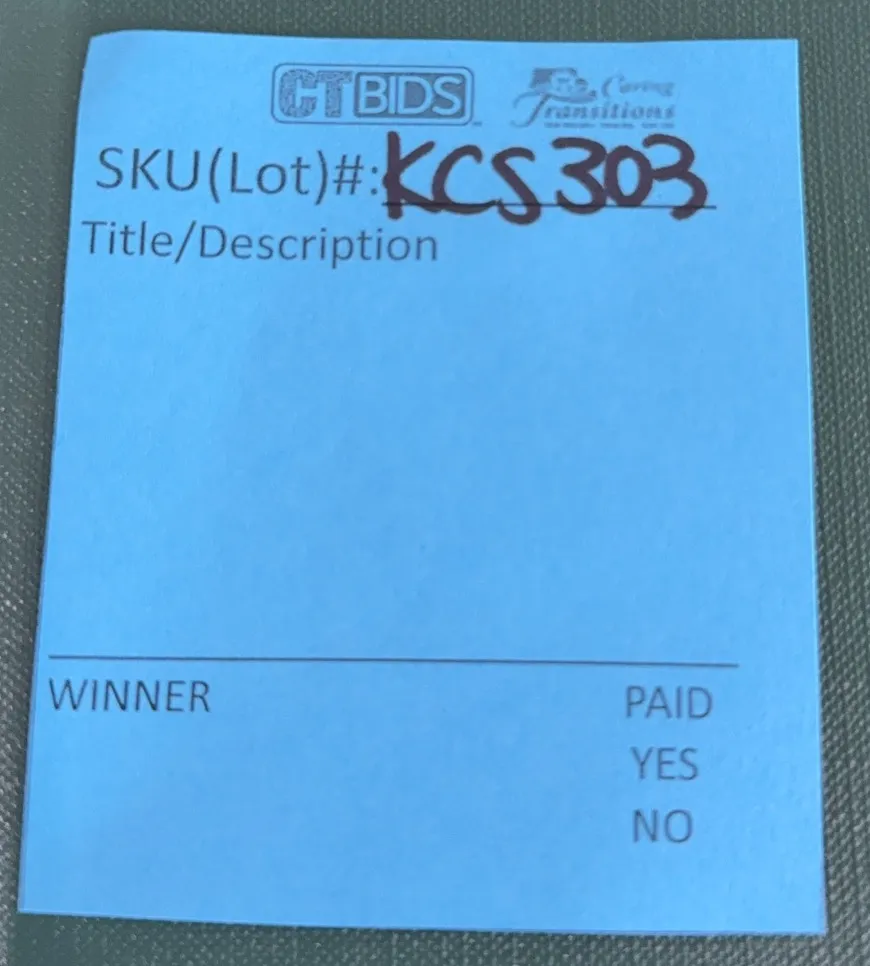 CTBIDS
Caring
Transitions
SKU(Lot)#:KCS303
Title/Description
WINNER
PAID
YES
NO